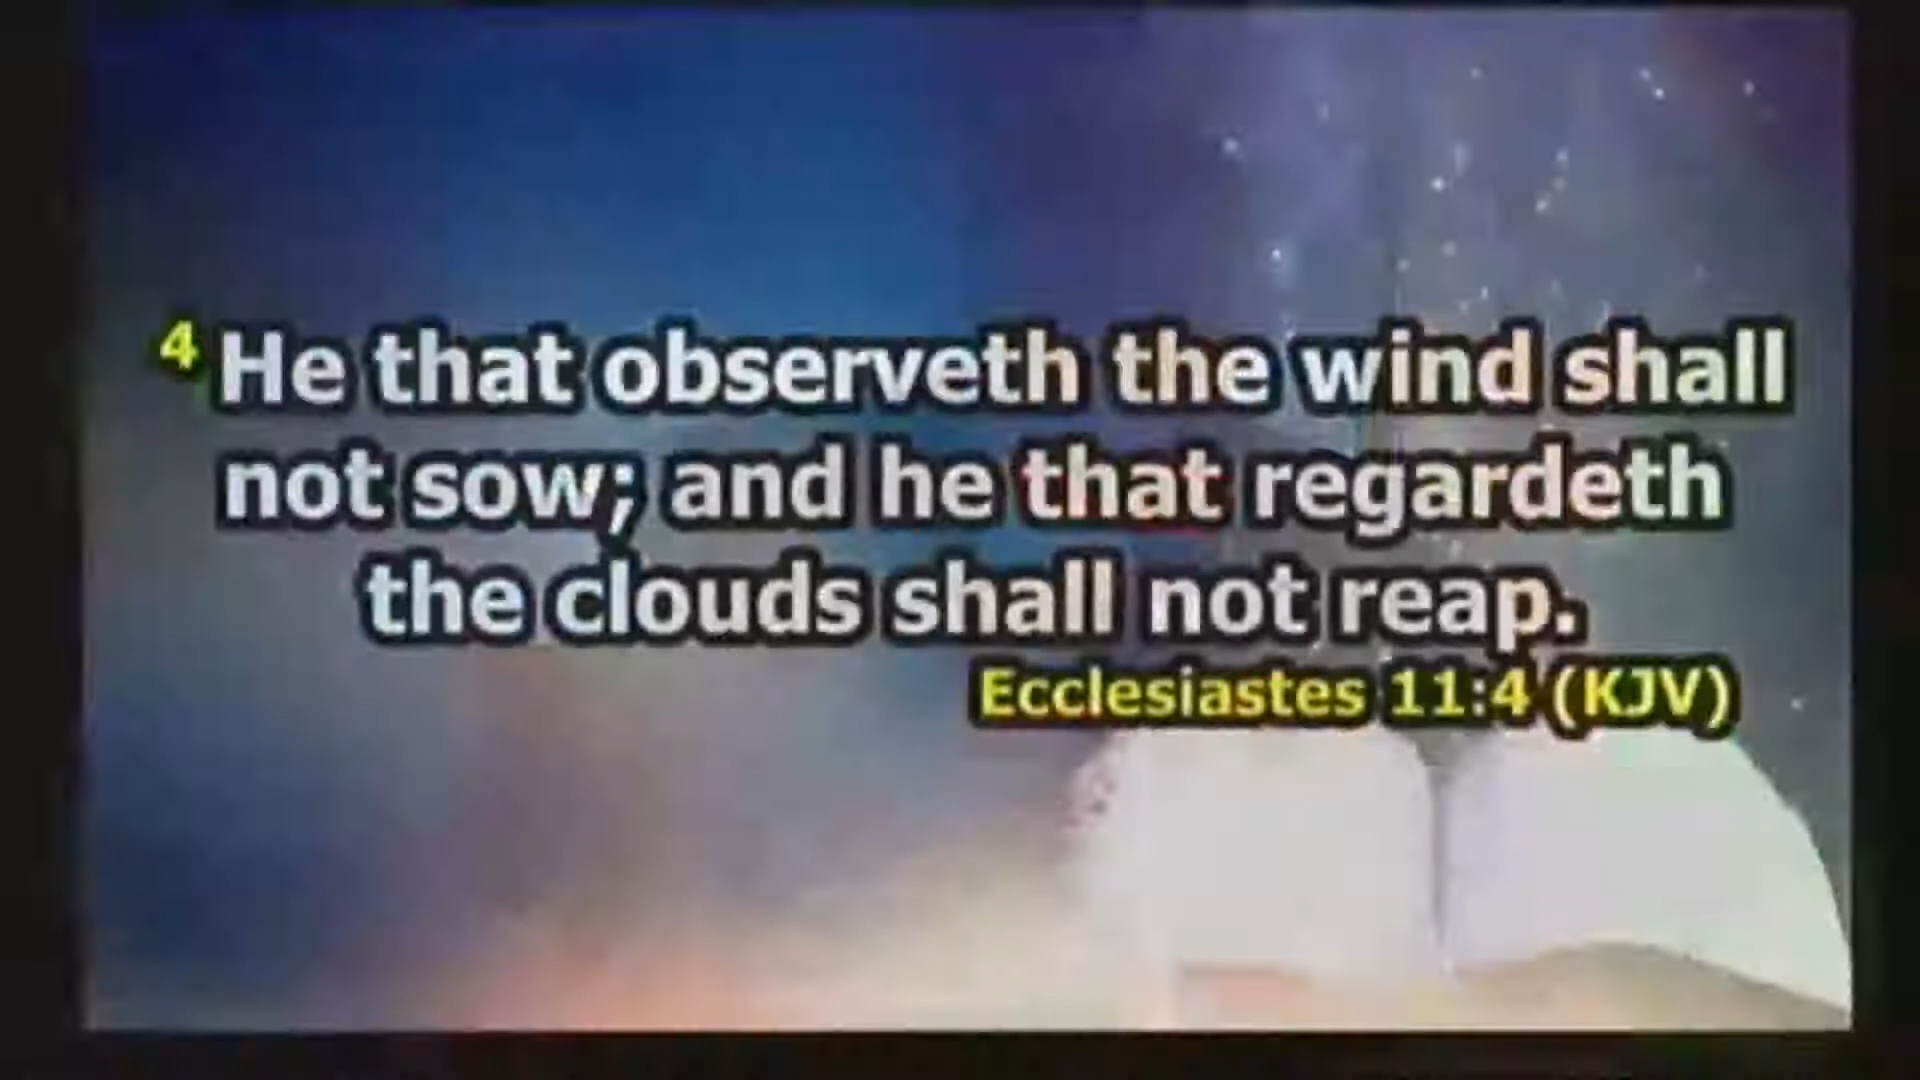 4 He that observeth the wind shall
not sow; and he that regardeth
the clouds shall not reap.
Ecclesiastes 11:4 (KJV)